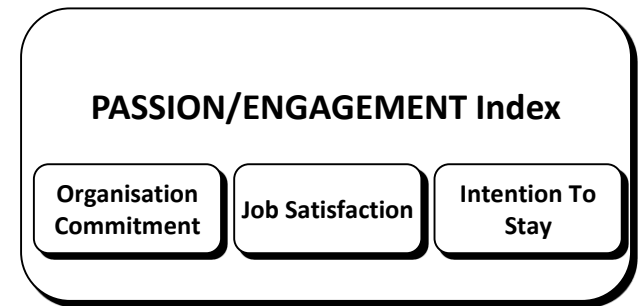 PASSION/ENGAGEMENT Index
Organisation
Commitment
Job Satisfaction
Intention To
Stay